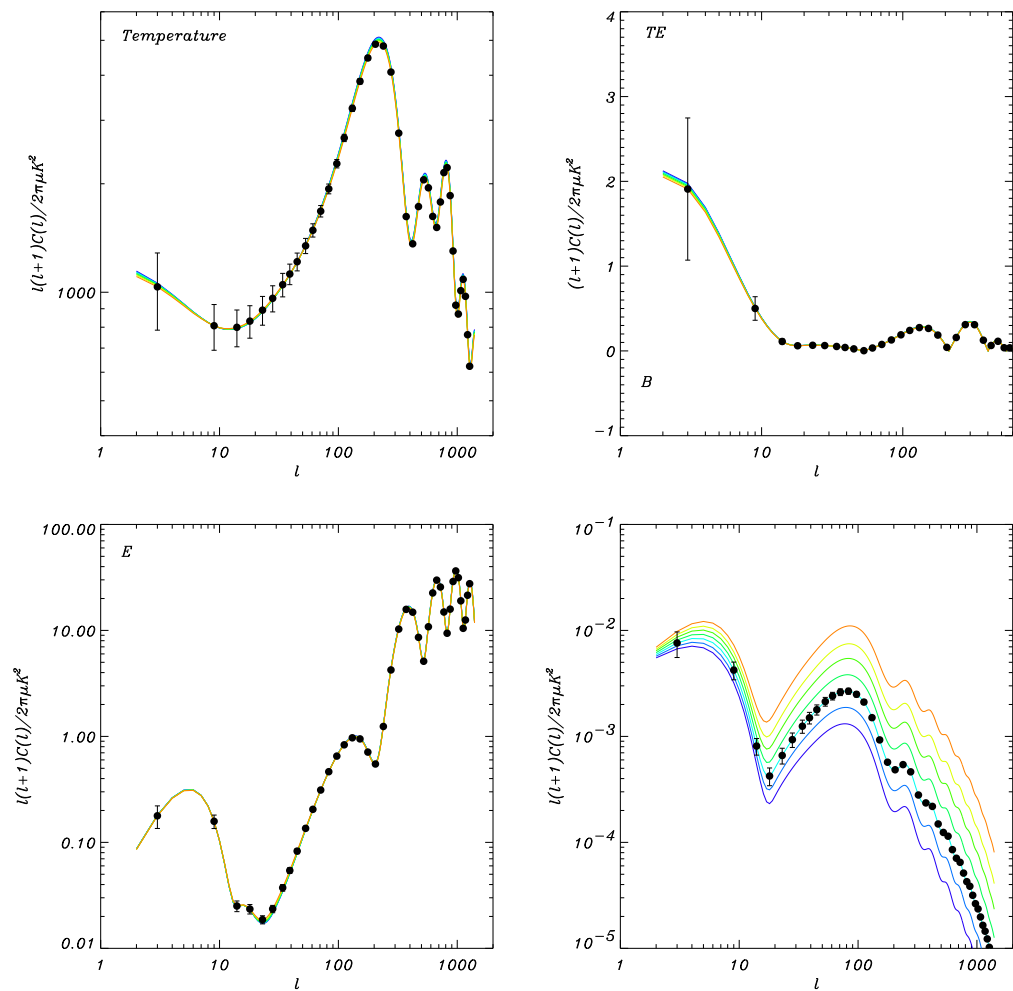 Temperature
l(l+1)C(l)/2πμK²
1000
1 10 100 1000
l
TE
B
(l+1)C(l)/2πμK²
4
3
2
1
0
−1
1 10 100
l
E
l(l+1)C(l)/2πμK²
100.00
10.00
1.00
0.10
0.01
1 10 100 1000
l
l(l+1)C(l)/2πμK²
10⁻¹
10⁻²
10⁻³
10⁻⁴
10⁻⁵
1 10 100 1000
l